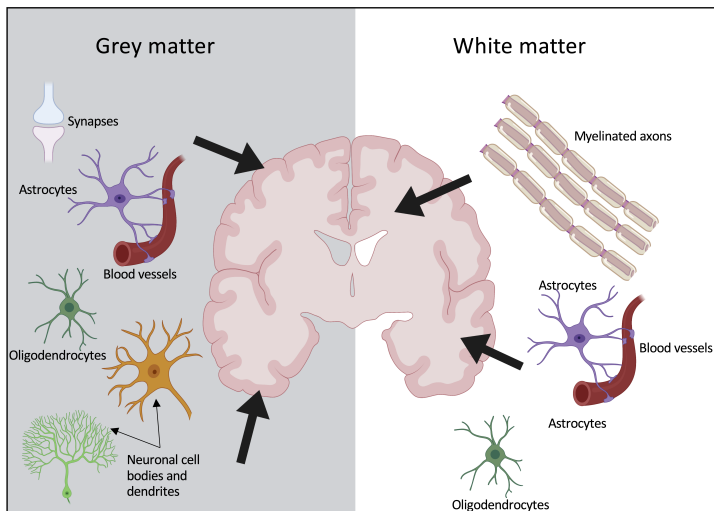 Grey matter
White matter
Synapses
Astrocytes
Blood vessels
Oligodendrocytes
Neuronal cell
bodies and
dendrites
Myelinated axons
Astrocytes
Blood vessels
Astrocytes
Oligodendrocytes